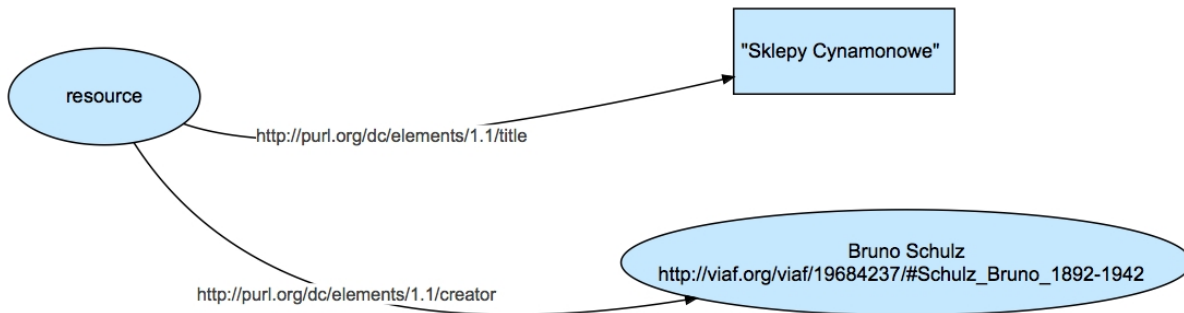 "Sklepy Cynamonowe"
resource
http://purl.org/dc/elements/1.1/title
Bruno Schulz
http://viaf.org/viaf/19684237/#Schulz_Bruno_1892-1942
http://purl.org/dc/elements/1.1/creator